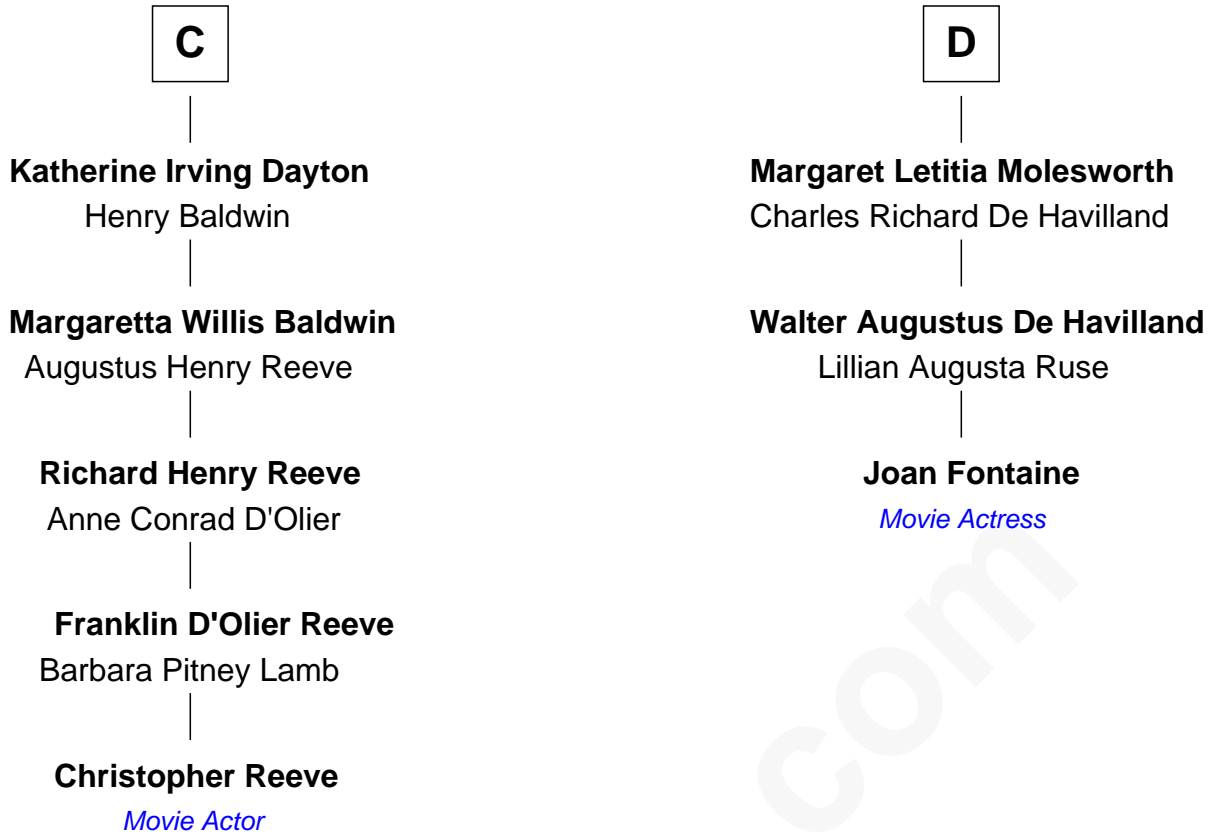 C
Katherine Irving Dayton
Henry Baldwin
Margaretta Willis Baldwin
Augustus Henry Reeve
Richard Henry Reeve
Anne Conrad D'Olier
Franklin D'Olier Reeve
Barbara Pitney Lamb
Christopher Reeve
Movie Actor
D
Margaret Letitia Molesworth
Charles Richard De Havilland
Walter Augustus De Havilland
Lillian Augusta Ruse
Joan Fontaine
Movie Actress
com